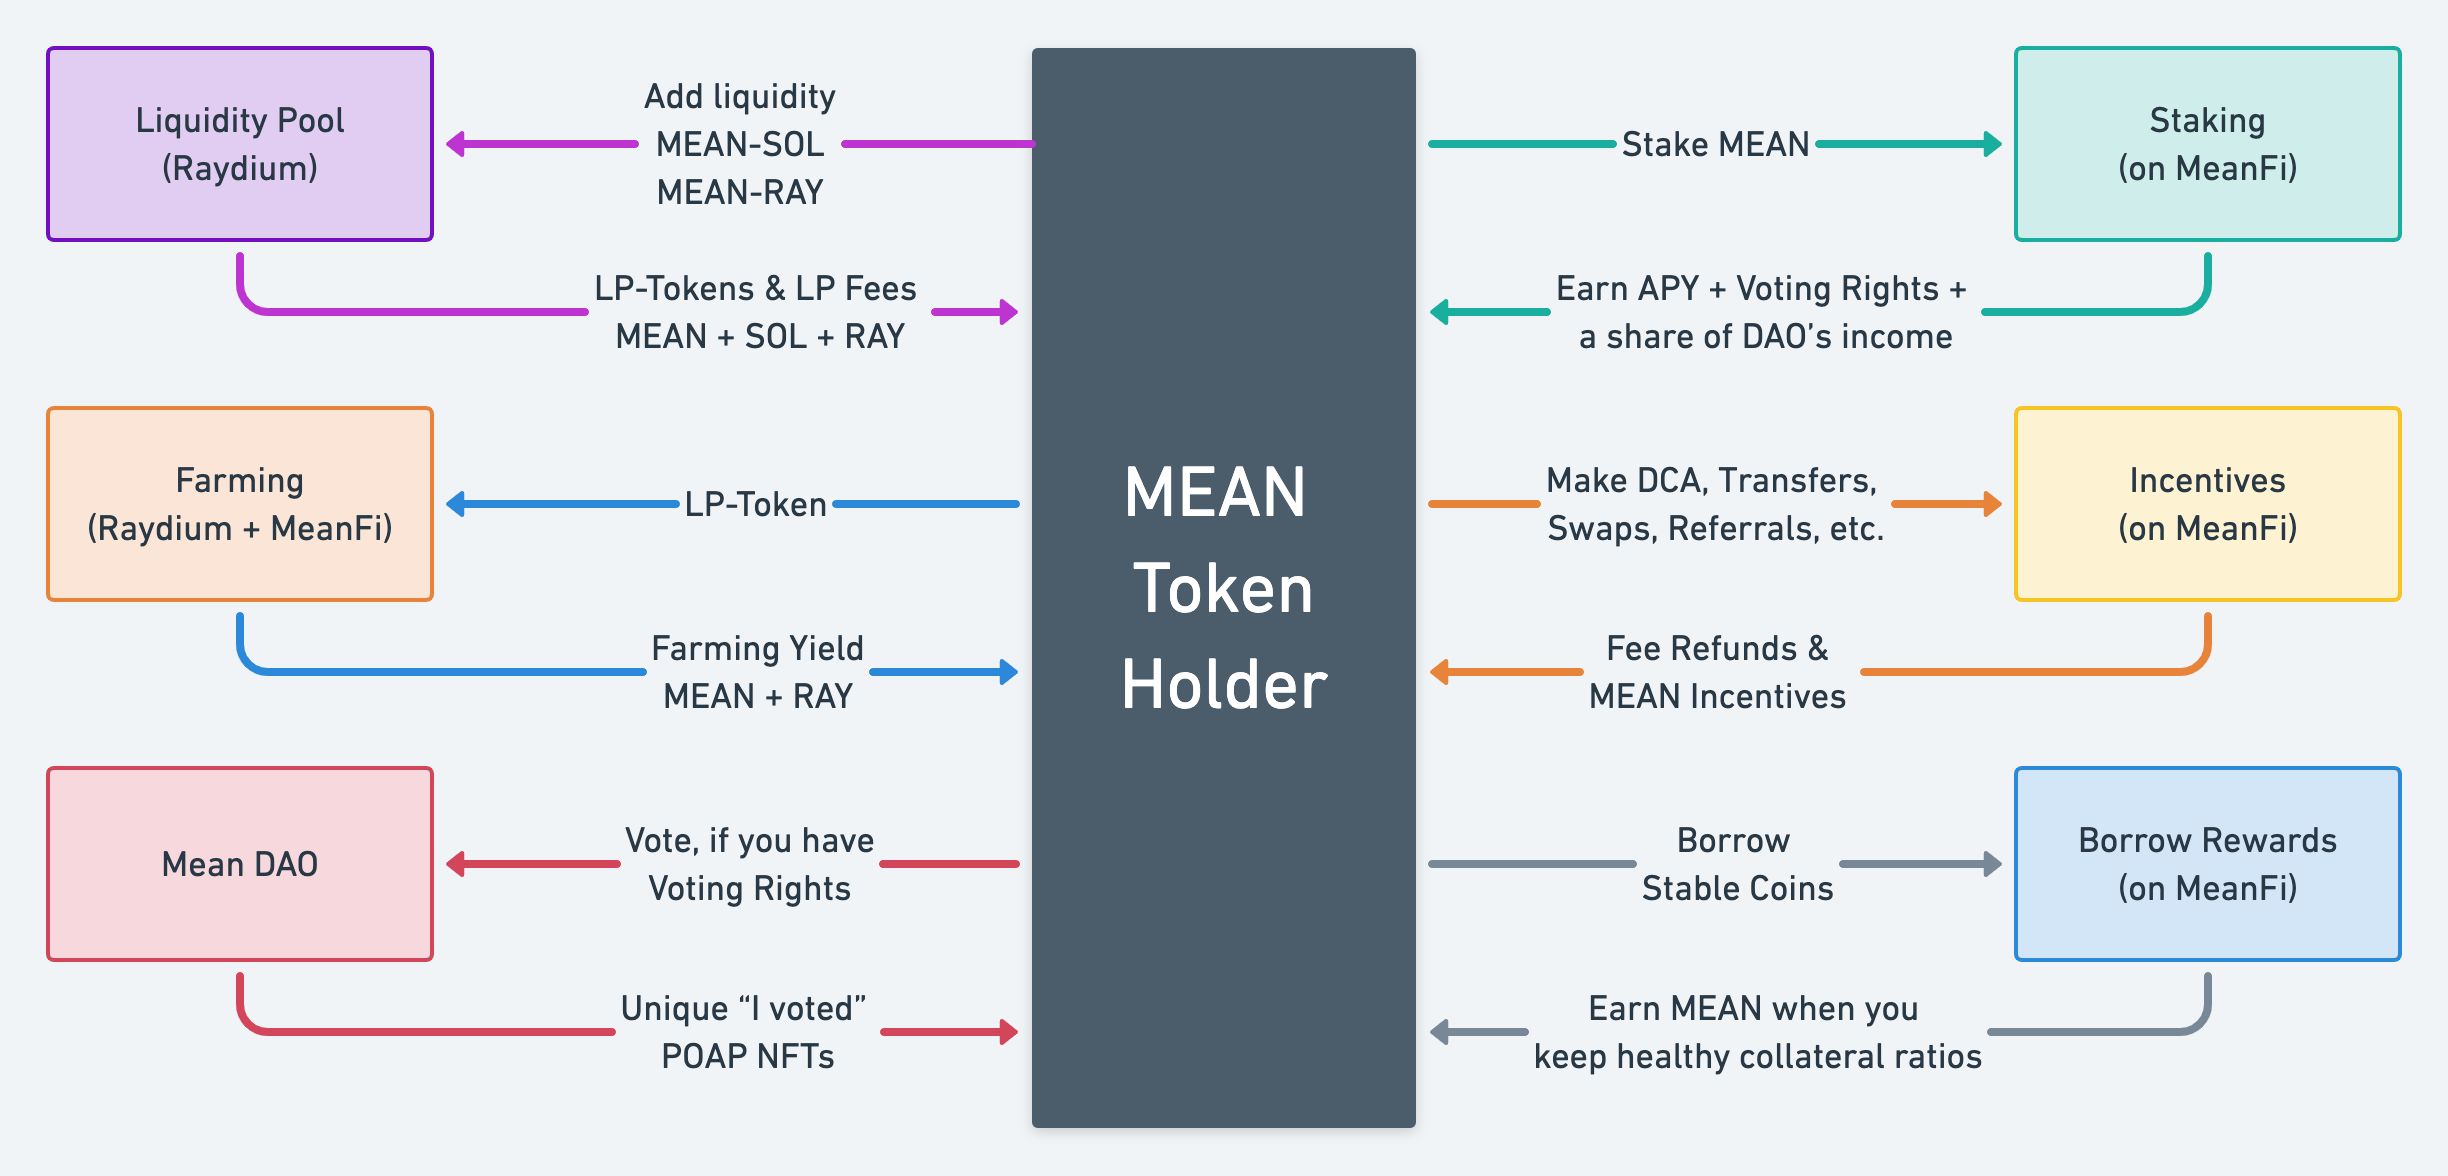 Liquidity Pool
(Raydium)
Add liquidity
MEAN-SOL
MEAN-RAY
LP-Tokens & LP Fees
MEAN + SOL + RAY
Farming
(Raydium + MeanFi)
LP-Token
Farming Yield
MEAN + RAY
Mean DAO
Vote, if you have
Voting Rights
Unique “I voted”
POAP NFTs
MEAN
Token
Holder
Stake MEAN
Staking
(on MeanFi)
Earn APY + Voting Rights +
a share of DAO’s income
Make DCA, Transfers,
Swaps, Referrals, etc.
Incentives
(on MeanFi)
Fee Refunds &
MEAN Incentives
Borrow
Stable Coins
Borrow Rewards
(on MeanFi)
Earn MEAN when you
keep healthy collateral ratios